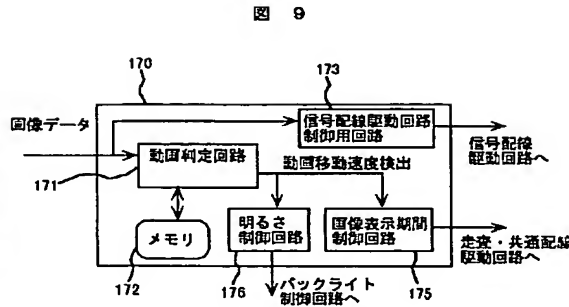 図 9
170
173
画像データ
信号配線駆動回路
制御用回路
信号配線
駆動回路へ
動画判定回路
171
動画移動速度検出
メモリ
172
明るさ
制御回路
画像表示期間
制御回路
走査・共通配線
駆動回路へ
176
175
バックライト
制御回路へ